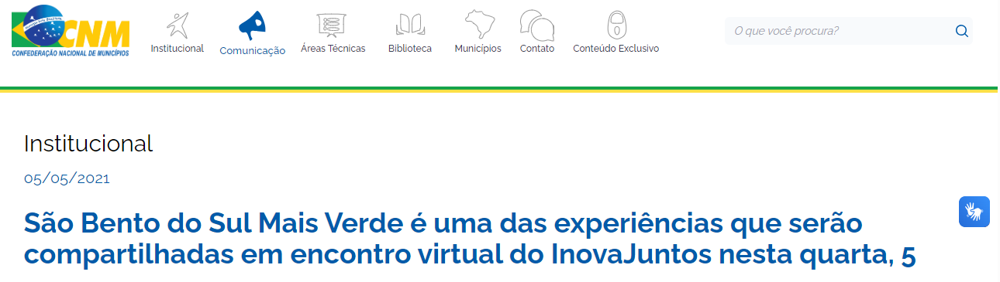 CNM
CONFEDERAÇÃO NACIONAL DE MUNICÍPIOS
Institucional
Comunicação
Áreas Técnicas
Biblioteca
Municípios
Contato
Conteúdo Exclusivo
O que você procura?
Institucional
05/05/2021
São Bento do Sul Mais Verde é uma das experiências que serão
compartilhadas em encontro virtual do InovaJuntos nesta quarta, 5